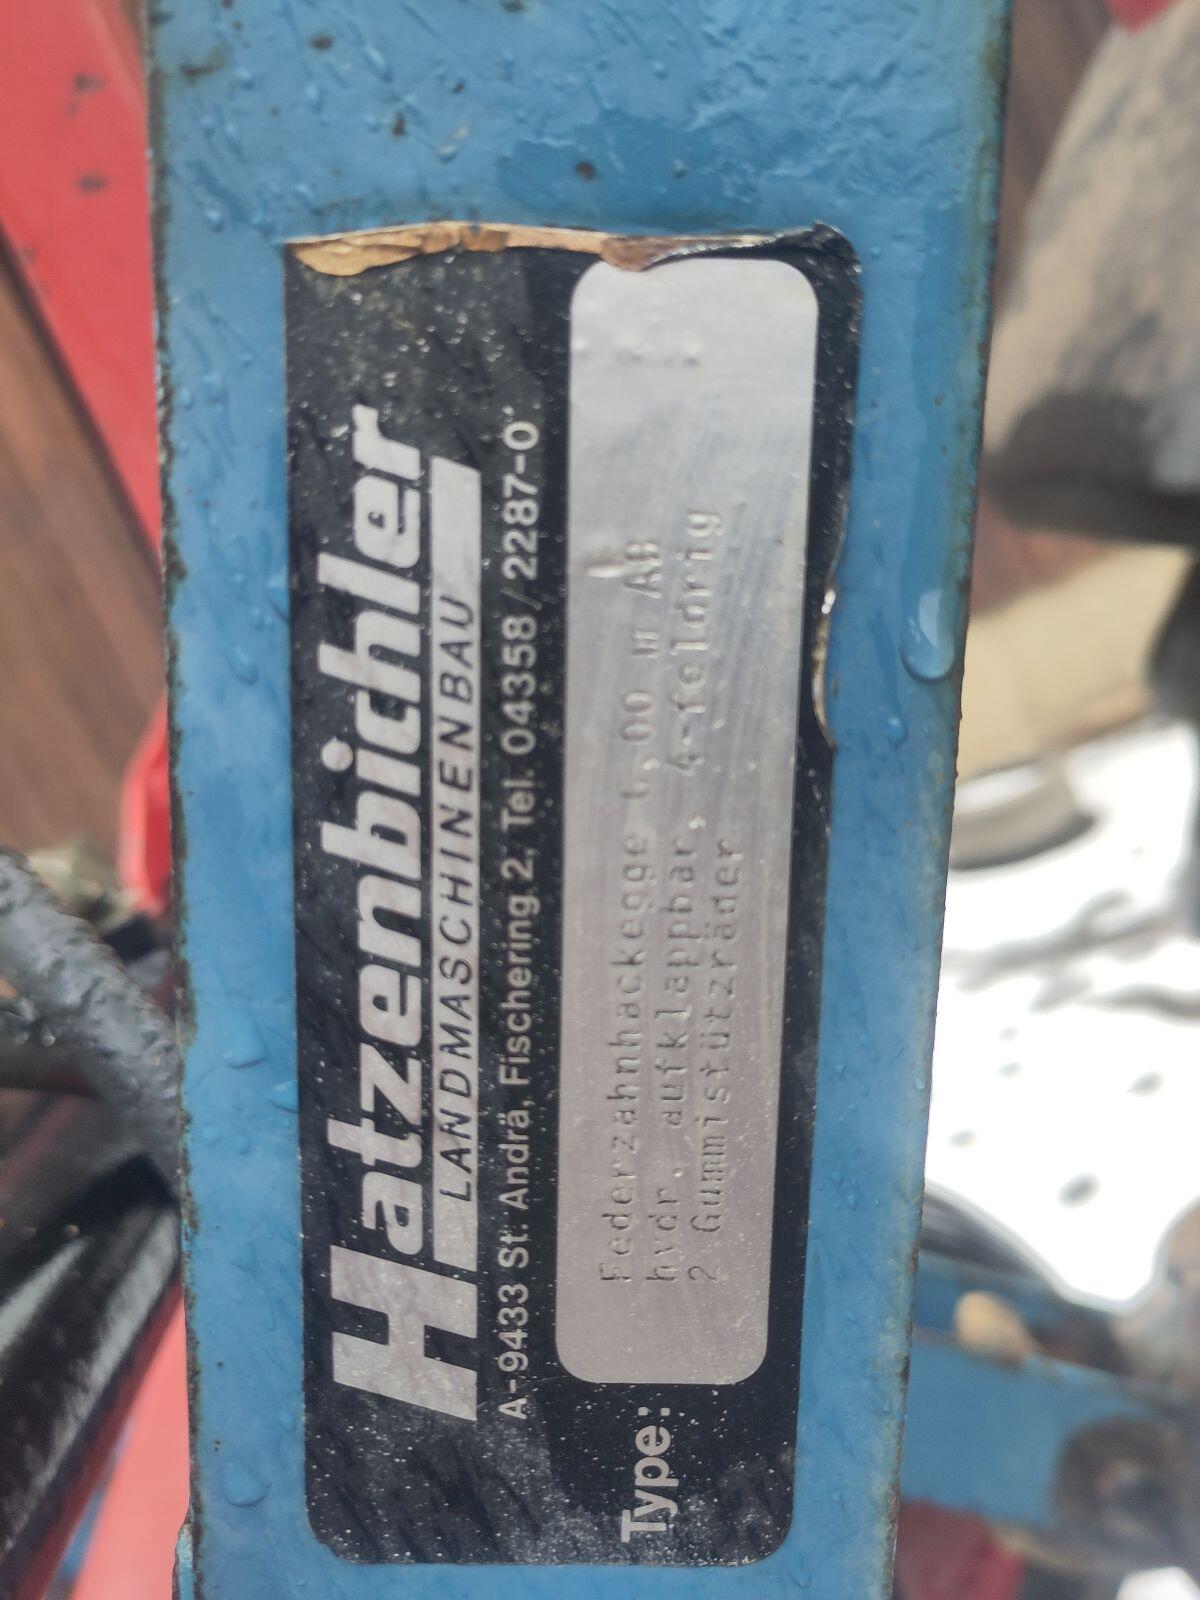 Hatzenbichler
LANDMASCHINENBAU
A-9433 St. Andrä, Fischering 2, Tel. 04358/2287-0
Type:
Federzahnhackegge 6,00 m AB
hydr. aufklappbar, 4-feldrig
2 Gummistützräder